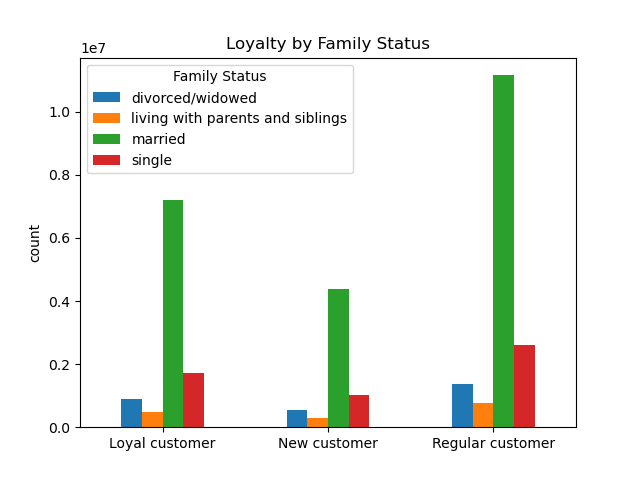 Loyalty by Family Status
1e7
Family Status
divorced/widowed
living with parents and siblings
married
single
1.0
0.8
0.6
0.4
0.2
0.0
count
Loyal customer
New customer
Regular customer